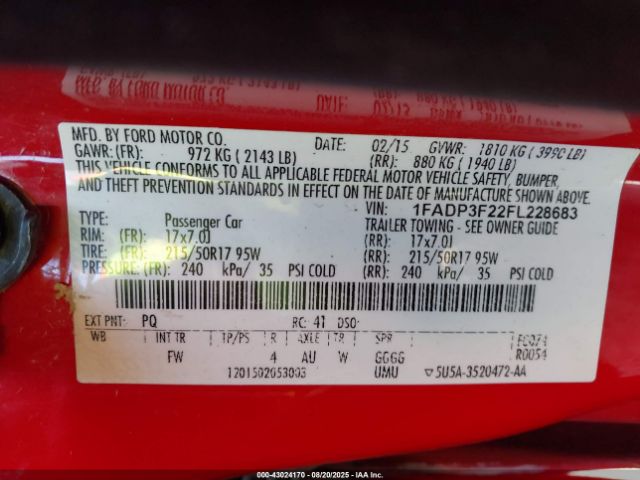 MFD. BY FORD MOTOR CO. 02/15 GVWR: 1810 KG ( 3990 LB)
GAWR: (FR): 972 KG ( 2143 LB) (RR): 880 KG ( 1940 LB)
THIS VEHICLE CONFORMS TO ALL APPLICABLE FEDERAL MOTOR VEHICLE SAFETY, BUMPER,
AND THEFT PREVENTION STANDARDS IN EFFECT ON THE DATE OF MANUFACTURE SHOWN ABOVE.
VIN: 1FADP3F22FL228683
TYPE: Passenger Car TRAILER TOWING - SEE OWNER GUIDE
RIM: (FR): 17x7.0J (RR): 17x7.0J
TIRE: (FR): 215/50R17 95W (RR): 215/50R17 95W
PRESSURE: (FR): 240 kPa/ 35 PSI COLD (RR): 240 kPa/ 35 PSI COLD
EXT PNT: PQ RC: 41 DSO:
WB INT TR TP/PS R AXLE TR SPR
FW 4 AU W GGGG R0054
UMU ▽5U5A-3520472-AA
000-43024170 - 08/20/2025 - IAA Inc.